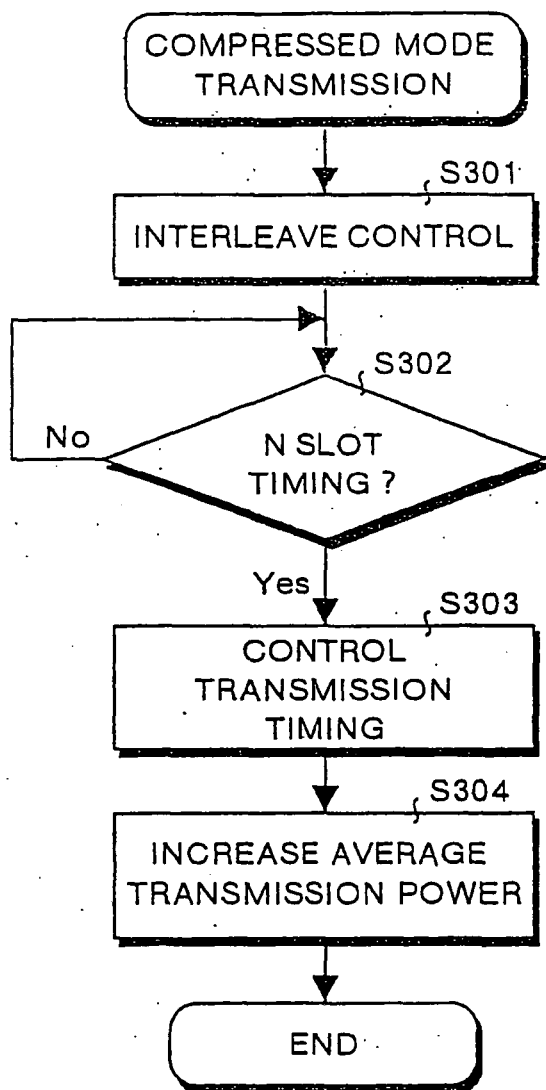 COMPRESSED MODE
TRANSMISSION
S301
INTERLEAVE CONTROL
S302
No
N SLOT
TIMING ?
Yes
S303
CONTROL
TRANSMISSION
TIMING
S304
INCREASE AVERAGE
TRANSMISSION POWER
END